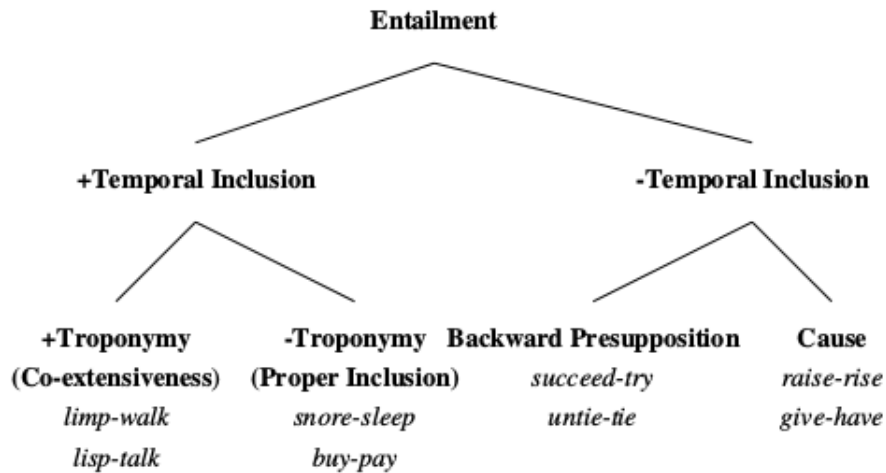 Entailment
+Temporal Inclusion -Temporal Inclusion
+Troponymy -Troponymy Backward Presupposition Cause
(Co-extensiveness) (Proper Inclusion) succeed-try raise-rise
limp-walk snore-sleep untie-tie give-have
lisp-talk buy-pay